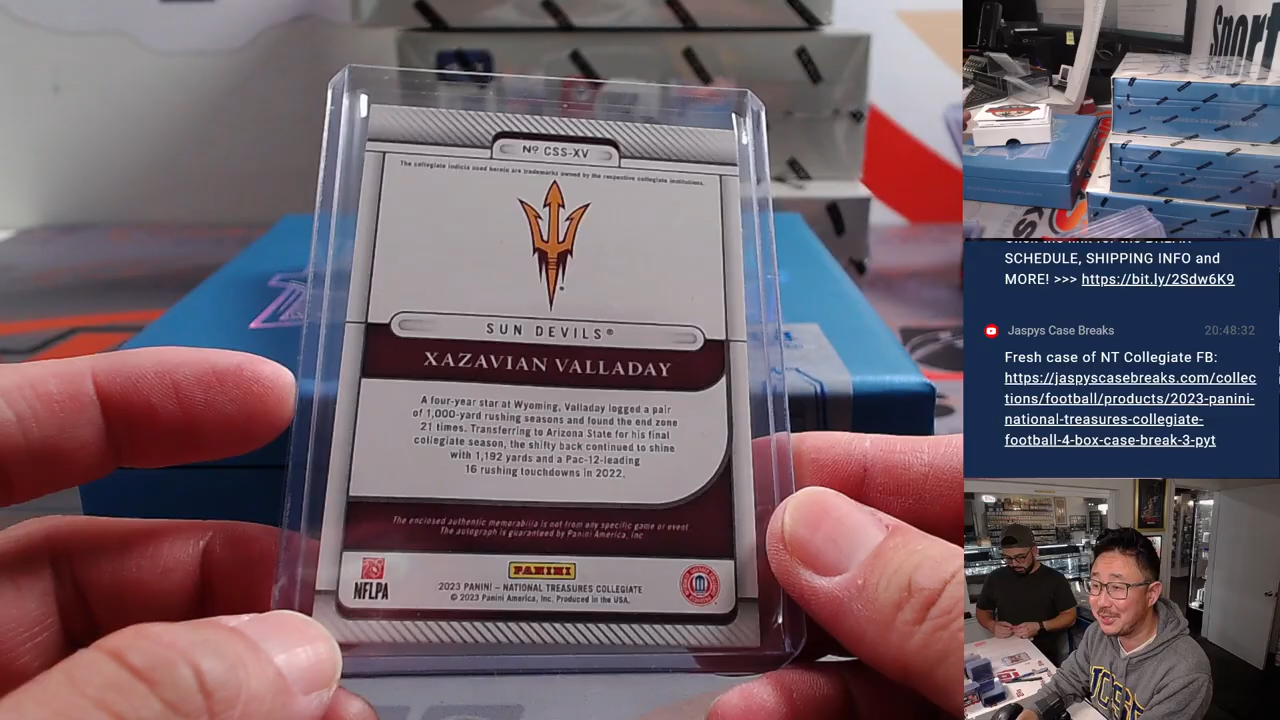 Nº CSS-XV
The collegiate indicia used herein are trademarks owned by the respective collegiate institutions.
SUN DEVILS®
XAZAVIAN VALLADAY
A four-year star at Wyoming, Valladay logged a pair
of 1,000-yard rushing seasons and found the end zone
21 times. Transferring to Arizona State for his final
collegiate season, the shifty back continued to shine
with 1,192 yards and a Pac-12-leading
16 rushing touchdowns in 2022.
The enclosed authentic memorabilia is not from any specific game or event
The autograph is guaranteed by Panini America, Inc
NFLPA
PANINI
2023 PANINI – NATIONAL TREASURES COLLEGIATE
© 2023 Panini America, Inc. Produced in the USA.
Sport
SCHEDULE, SHIPPING INFO and
MORE! >>> https://bit.ly/2Sdw6K9
Jaspys Case Breaks 20:48:32
Fresh case of NT Collegiate FB:
https://jaspyscasebreaks.com/collec
tions/football/products/2023-panini-
national-treasures-collegiate-
football-4-box-case-break-3-pyt
UCSB